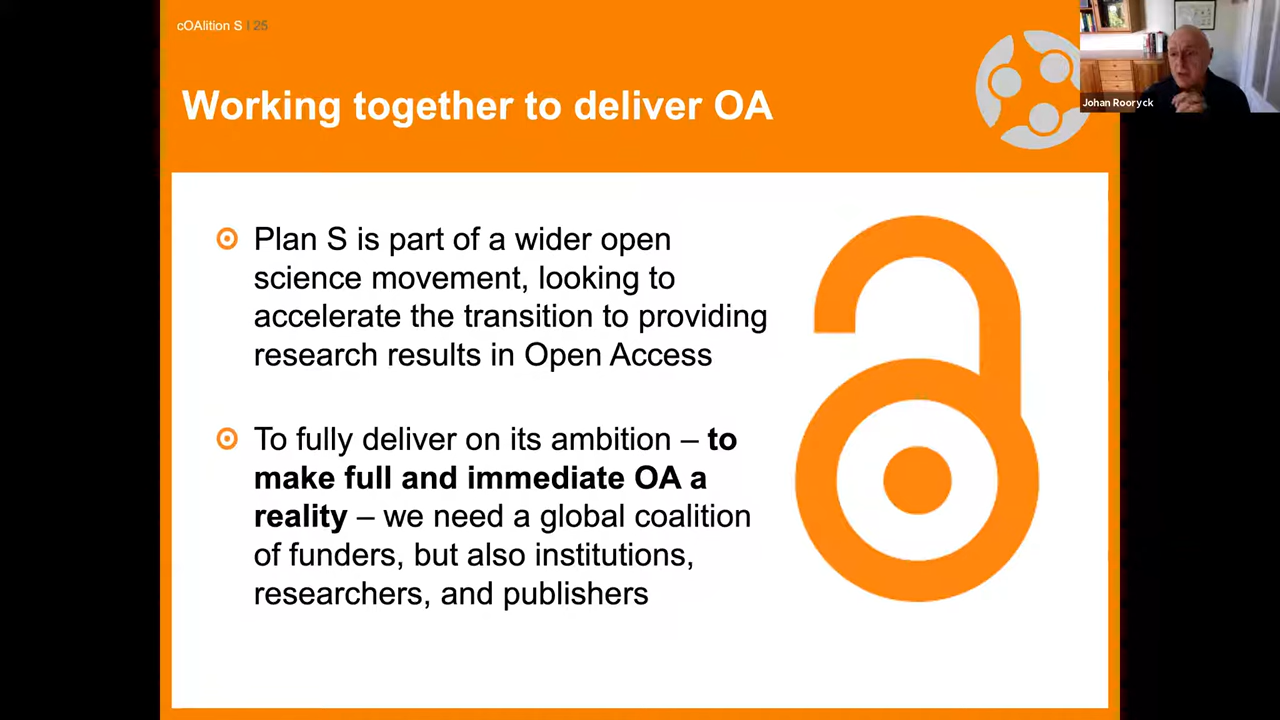 cOAlition S I 25
Johan Rooryck
Working together to deliver OA
Plan S is part of a wider open
science movement, looking to
accelerate the transition to providing
research results in Open Access
To fully deliver on its ambition – to
make full and immediate OA a
reality – we need a global coalition
of funders, but also institutions,
researchers, and publishers